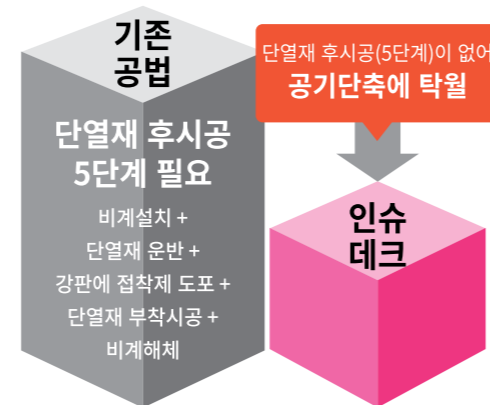 기존
공법
단열재 후시공
5단계 필요
비계설치 +
단열재 운반 +
강판에 접착제 도포 +
단열재 부착시공 +
비계해체
단열재 후시공(5단계)이 없어
공기단축에 탁월
인슈
데크